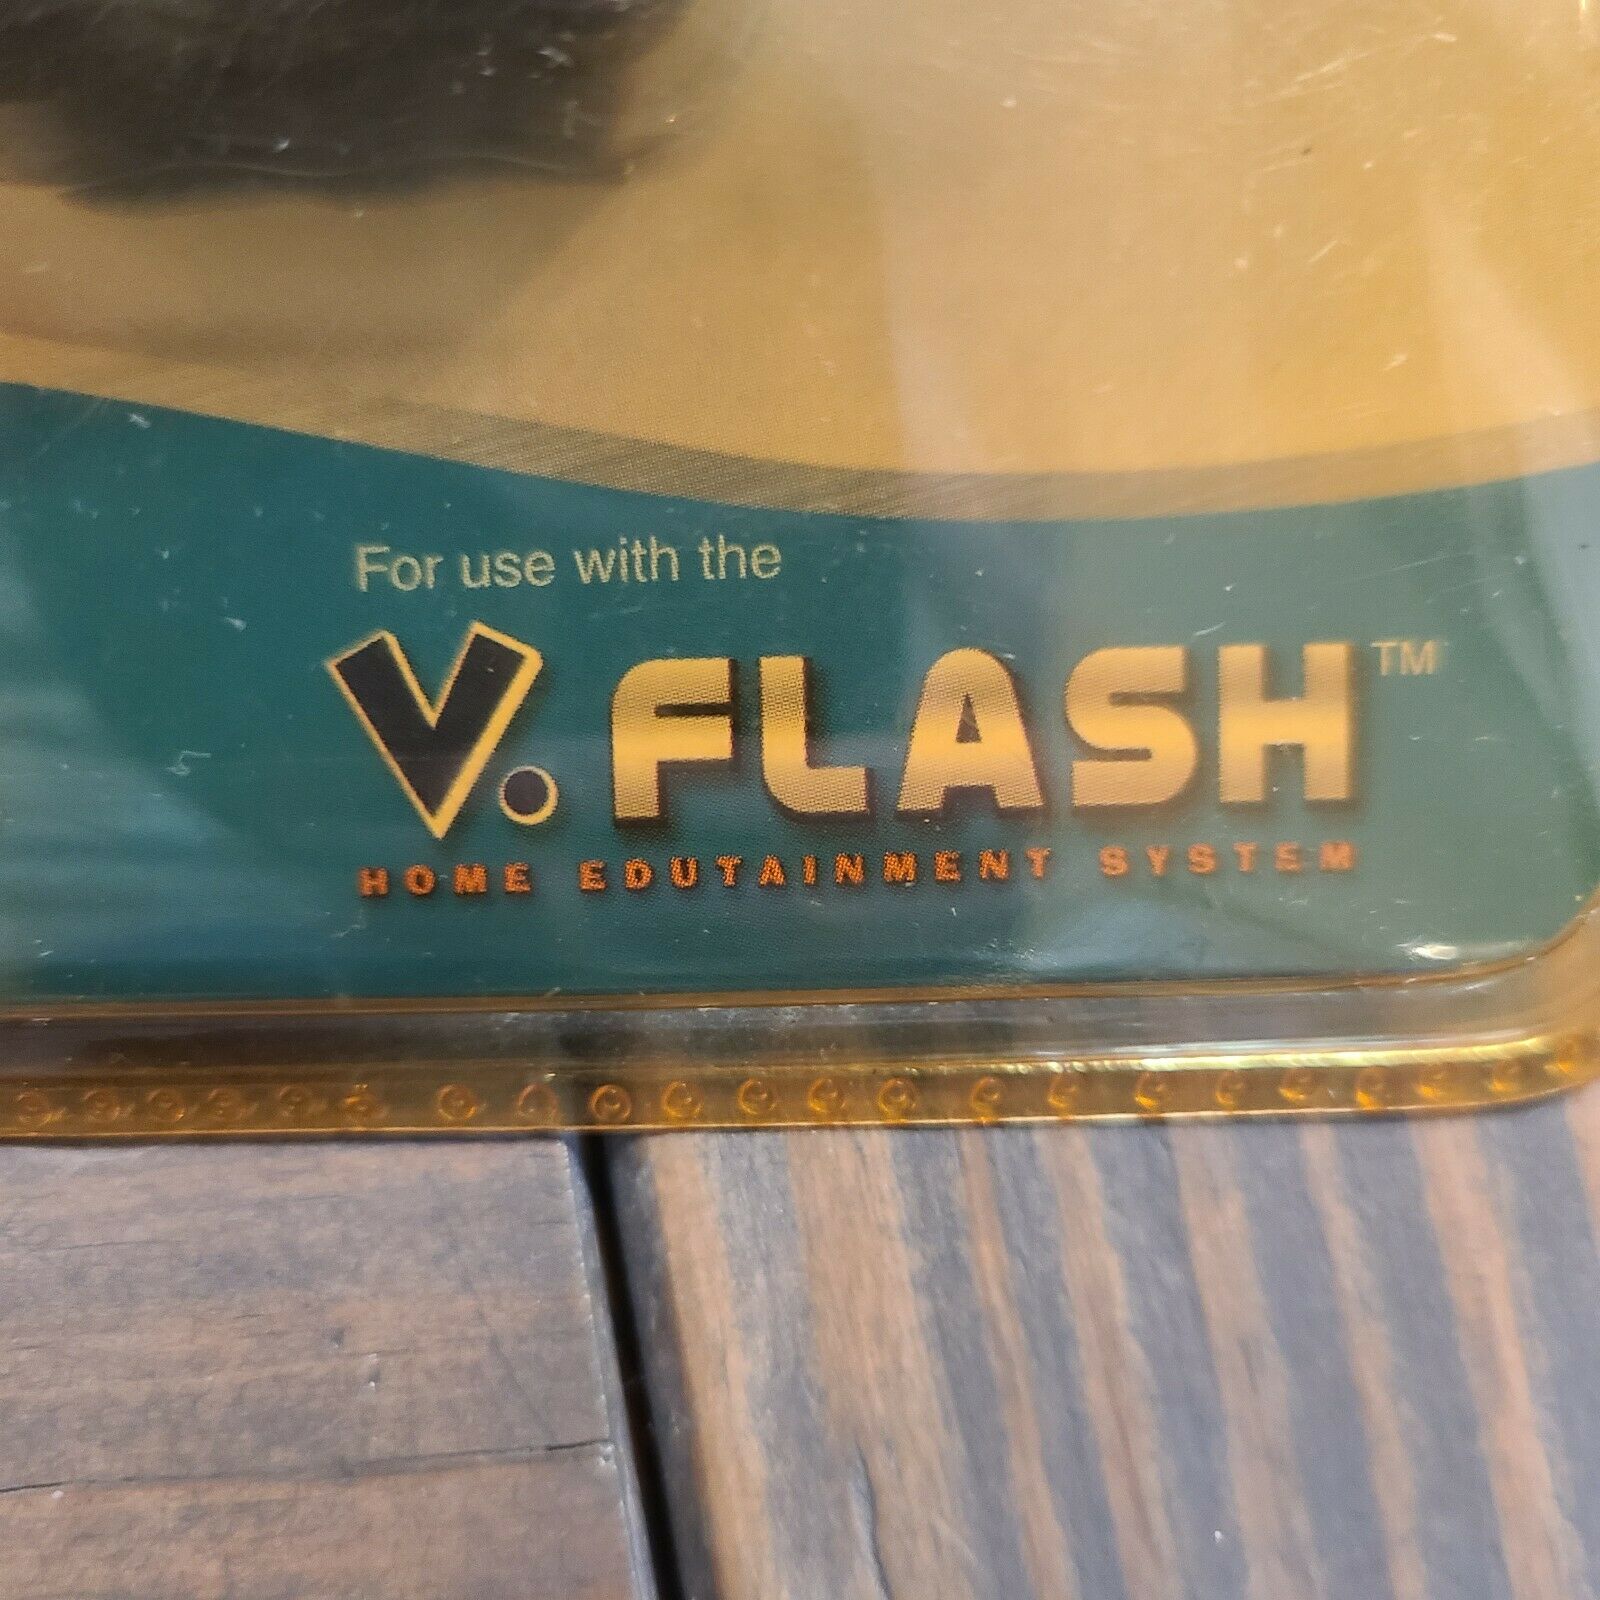 For use with the
V.FLASH™
HOME EDUTAINMENT SYSTEM